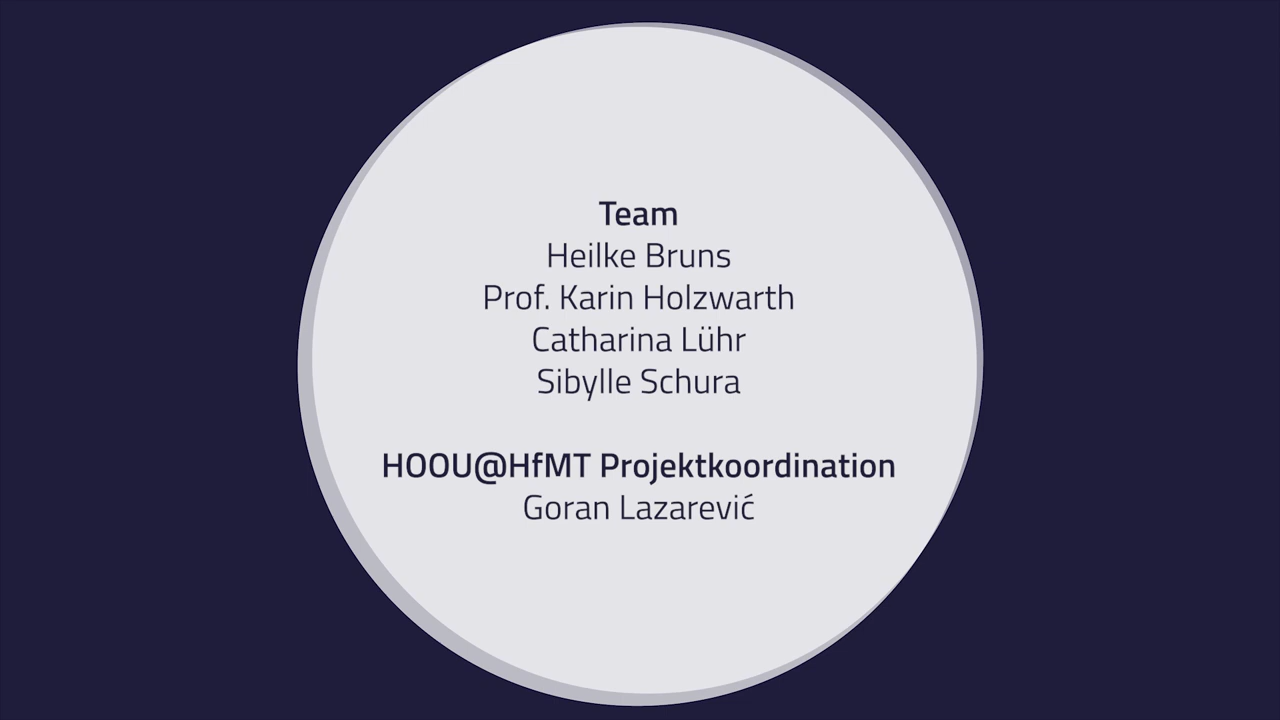 Team
Heilke Bruns
Prof. Karin Holzwarth
Catharina Lühr
Sibylle Schura
HOOU@HfMT Projektkoordination
Goran Lazarević